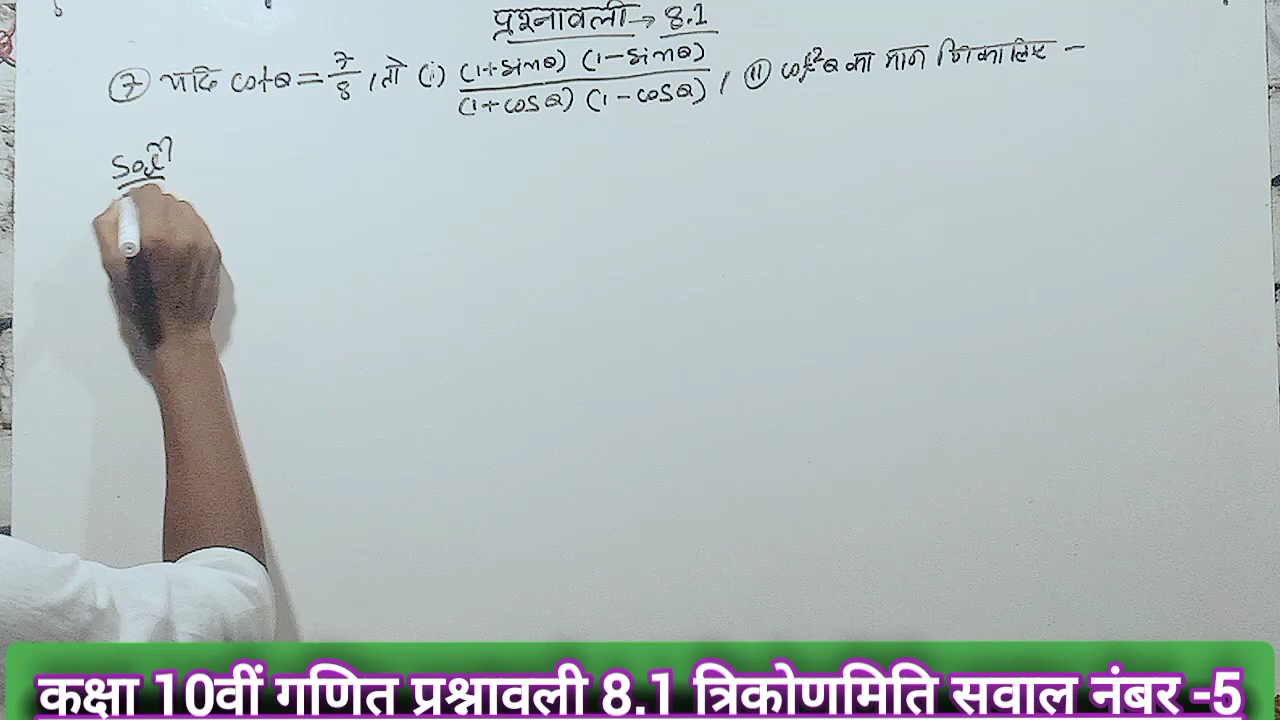 प्रश्नावली → 8.1
⑦ यदि cotθ = 7/8, तो (i) (1+sinθ) (1-sinθ) / (1+cosθ) (1-cosθ), (ii) cot²θ का मान निकालिए -
Solⁿ
कक्षा 10वीं गणित प्रश्नावली 8.1 त्रिकोणमिति सवाल नंबर -5